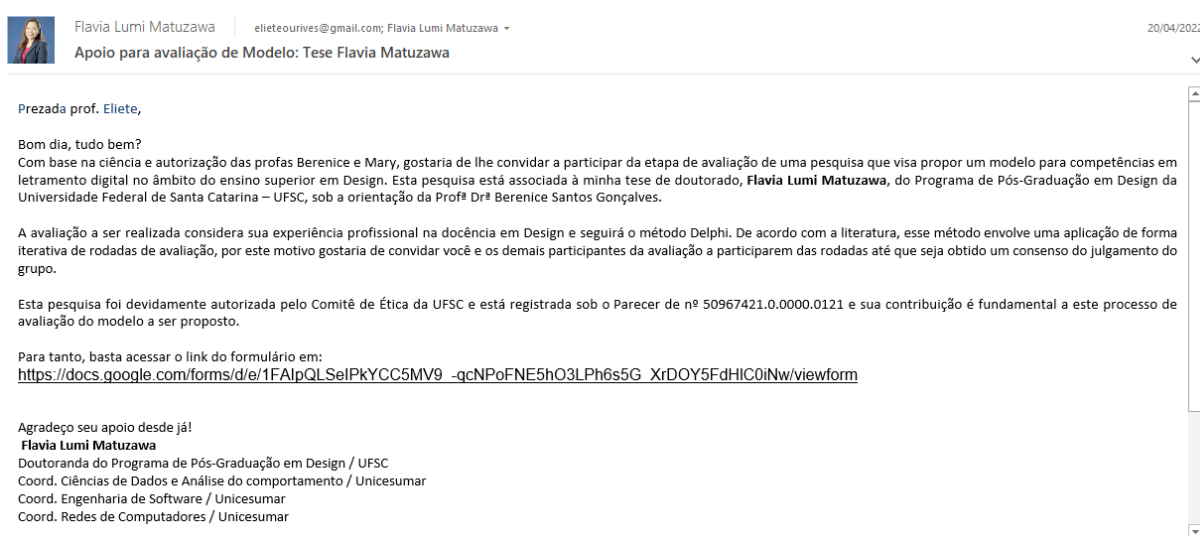 Flavia Lumi Matuzawa elieteourives@gmail.com; Flavia Lumi Matuzawa
20/04/2022
Apoio para avaliação de Modelo: Tese Flavia Matuzawa
Prezada prof. Eliete,
Bom dia, tudo bem?
Com base na ciência e autorização das profas Berenice e Mary, gostaria de lhe convidar a participar da etapa de avaliação de uma pesquisa que visa propor um modelo para competências em
letramento digital no âmbito do ensino superior em Design. Esta pesquisa está associada à minha tese de doutorado, Flavia Lumi Matuzawa, do Programa de Pós-Graduação em Design da
Universidade Federal de Santa Catarina – UFSC, sob a orientação da Profª Drª Berenice Santos Gonçalves.
A avaliação a ser realizada considera sua experiência profissional na docência em Design e seguirá o método Delphi. De acordo com a literatura, esse método envolve uma aplicação de forma
iterativa de rodadas de avaliação, por este motivo gostaria de convidar você e os demais participantes da avaliação a participarem das rodadas até que seja obtido um consenso do julgamento do
grupo.
Esta pesquisa foi devidamente autorizada pelo Comitê de Ética da UFSC e está registrada sob o Parecer de nº 50967421.0.0000.0121 e sua contribuição é fundamental a este processo de
avaliação do modelo a ser proposto.
Para tanto, basta acessar o link do formulário em:
https://docs.google.com/forms/d/e/1FAIpQLSeIPkYCC5MV9_-qcNPoFNE5hO3LPh6s5G_XrDOY5FdHIC0iNw/viewform
Agradeço seu apoio desde já!
Flavia Lumi Matuzawa
Doutoranda do Programa de Pós-Graduação em Design / UFSC
Coord. Ciências de Dados e Análise do comportamento / Unicesumar
Coord. Engenharia de Software / Unicesumar
Coord. Redes de Computadores / Unicesumar